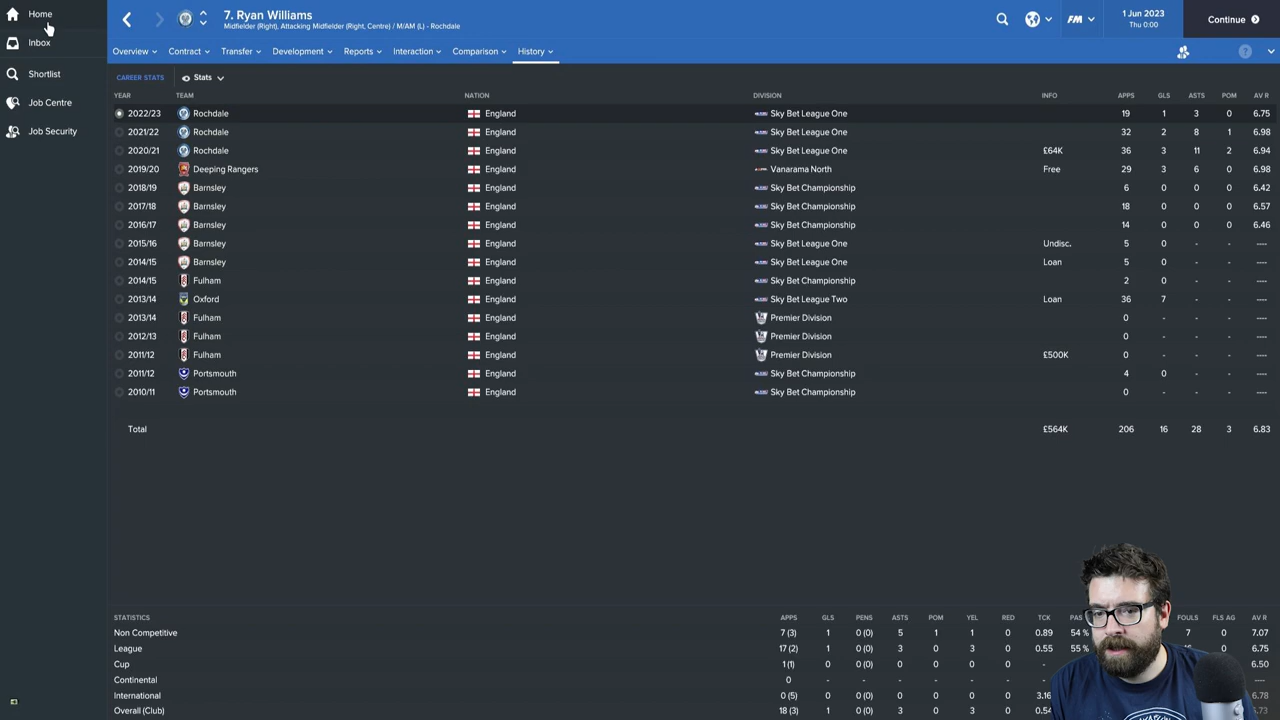 Home
Inbox
Shortlist
Job Centre
Job Security
7. Ryan Williams
Midfielder (Right), Attacking Midfielder (Right, Centre) / M/AM (L) - Rochdale
FM
1 Jun 2023
Thu 0:00
Continue
Overview Contract Transfer Development Reports Interaction Comparison History
?
CAREER STATS Stats
YEAR TEAM NATION DIVISION INFO APPS GLS ASTS POM AV R
2022/23 Rochdale England Sky Bet League One 19 1 3 0 6.75
2021/22 Rochdale England Sky Bet League One 32 2 8 1 6.98
2020/21 Rochdale England Sky Bet League One £64K 36 3 11 2 6.94
2019/20 Deeping Rangers England Vanarama North Free 29 3 6 0 6.98
2018/19 Barnsley England Sky Bet Championship 6 0 0 0 6.42
2017/18 Barnsley England Sky Bet Championship 18 0 0 0 6.57
2016/17 Barnsley England Sky Bet Championship 14 0 0 0 6.46
2015/16 Barnsley England Sky Bet League One Undisc. 5 0 - - ----
2014/15 Barnsley England Sky Bet League One Loan 5 0 - - ----
2014/15 Fulham England Sky Bet Championship 2 0 - - ----
2013/14 Oxford England Sky Bet League Two Loan 36 7 - - ----
2013/14 Fulham England Premier Division 0 - - - ----
2012/13 Fulham England Premier Division 0 - - - ----
2011/12 Fulham England Premier Division £500K 0 - - - ----
2011/12 Portsmouth England Sky Bet Championship 4 0 - - ----
2010/11 Portsmouth England Sky Bet Championship 0 - - - ----
Total £564K 206 16 28 3 6.83
STATISTICS APPS GLS PENS ASTS POM YEL RED TCK PAS FOULS FLS AG AV R
Non Competitive 7 (3) 1 0 (0) 5 1 1 0 0.89 54 % 7 0 7.07
League 17 (2) 1 0 (0) 3 0 3 0 0.55 55 % 0 6.75
Cup 1 (1) 0 0 (0) 0 0 0 0 - 0 6.50
Continental 0 - - - - - - - - ----
International 0 (5) 0 0 (0) 0 0 0 0 3.16 0 6.78
Overall (Club) 18 (3) 1 0 (0) 3 0 3 0 0.54 0 6.73